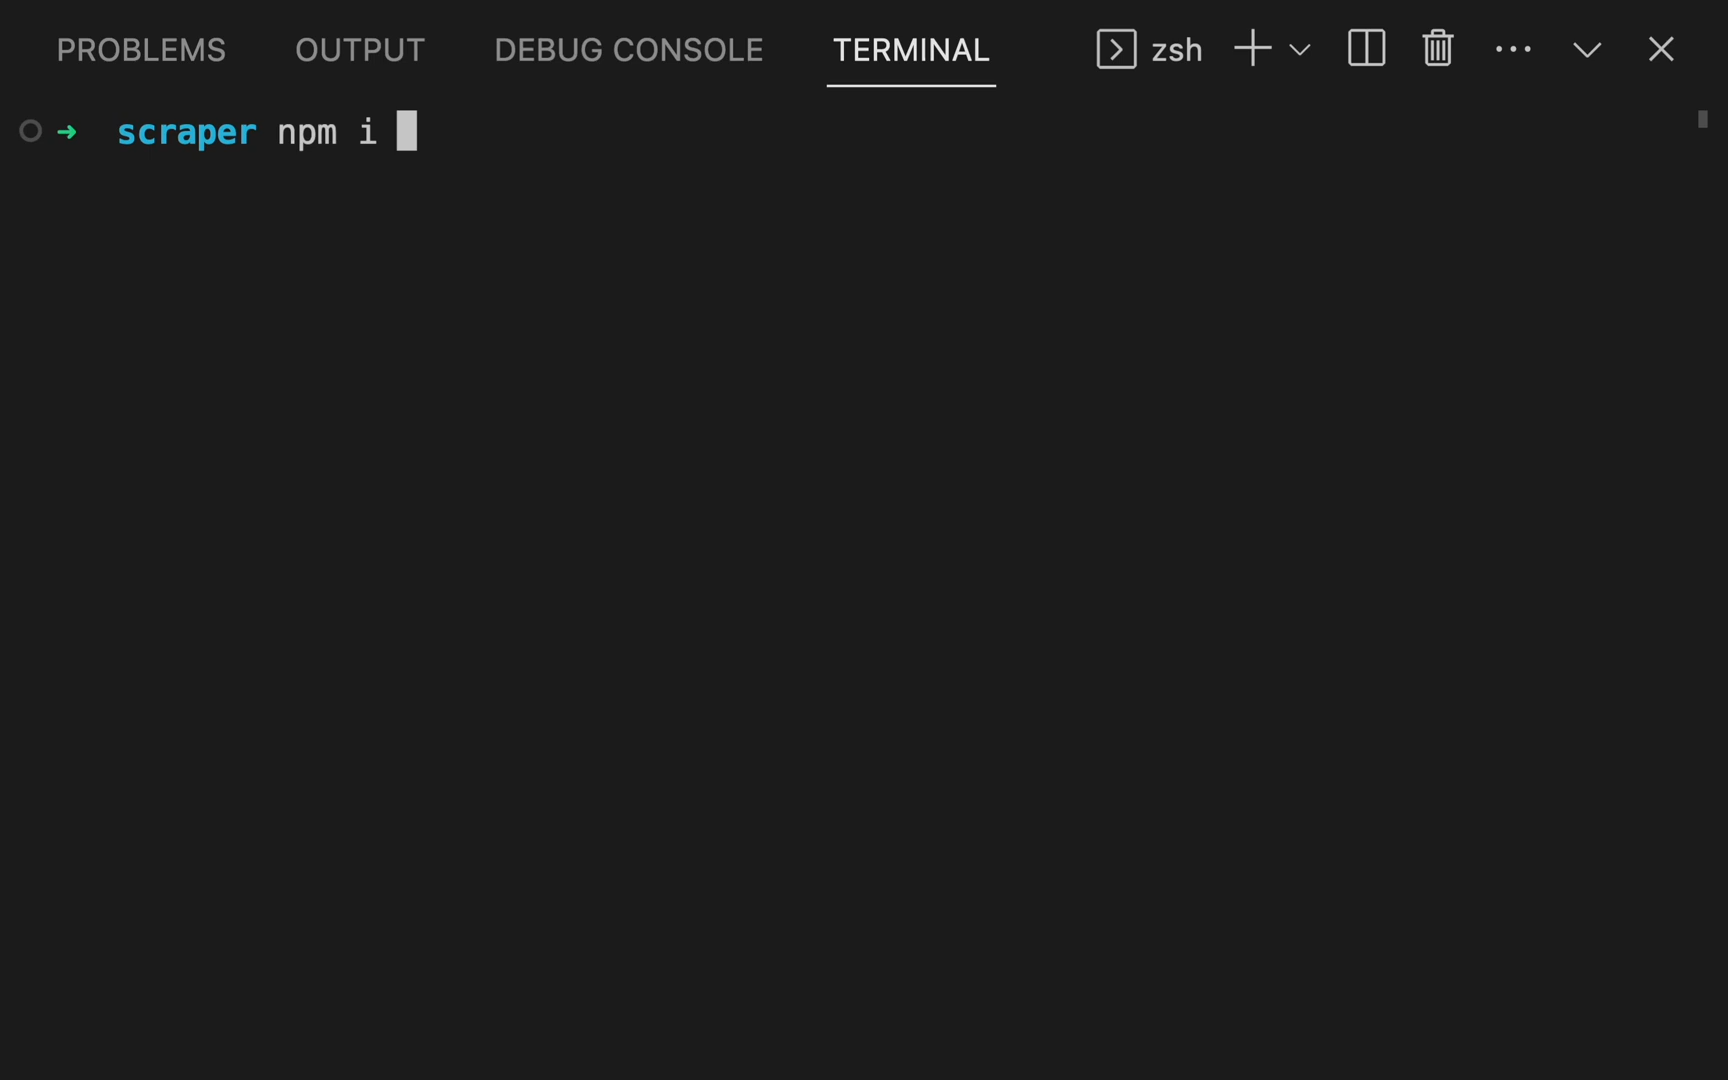 PROBLEMS OUTPUT DEBUG CONSOLE TERMINAL zsh
➜ scraper npm i